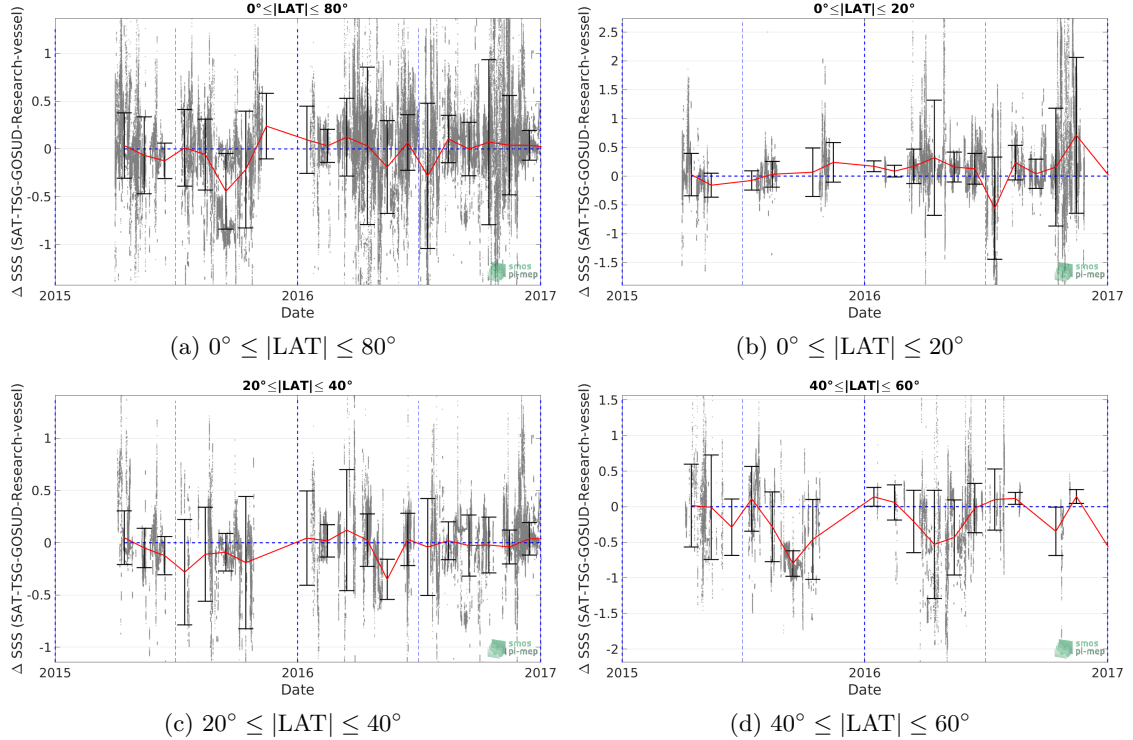 0°≤|LAT|≤ 80°
Δ SSS (SAT-TSG-GOSUD-Research-vessel)
1
0.5
0
-0.5
-1
2015
2016
2017
Date
smos
pi-mep
(a) 0° ≤ |LAT| ≤ 80°
0°≤|LAT|≤ 20°
Δ SSS (SAT-TSG-GOSUD-Research-vessel)
2.5
2
1.5
1
0.5
0
-0.5
-1
-1.5
2015
2016
2017
Date
smos
pi-mep
(b) 0° ≤ |LAT| ≤ 20°
20°≤|LAT|≤ 40°
Δ SSS (SAT-TSG-GOSUD-Research-vessel)
1
0.5
0
-0.5
-1
2015
2016
2017
Date
smos
pi-mep
(c) 20° ≤ |LAT| ≤ 40°
40°≤|LAT|≤ 60°
Δ SSS (SAT-TSG-GOSUD-Research-vessel)
1.5
1
0.5
0
-0.5
-1
-1.5
-2
2015
2016
2017
Date
smos
pi-mep
(d) 40° ≤ |LAT| ≤ 60°